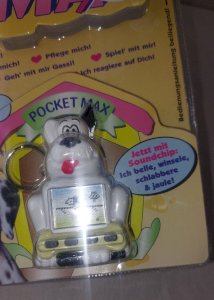 MAX
♥ Pflege mich! ♥ Spiel' mit mir!
Geh' mit mir Gassi! ♥ Ich reagiere auf Dich!
Bedienungsanleitung beiliegend!
POCKET MAX
Jetzt mit
Soundchip:
Ich belle, winsele,
schlabbere
& jaule!